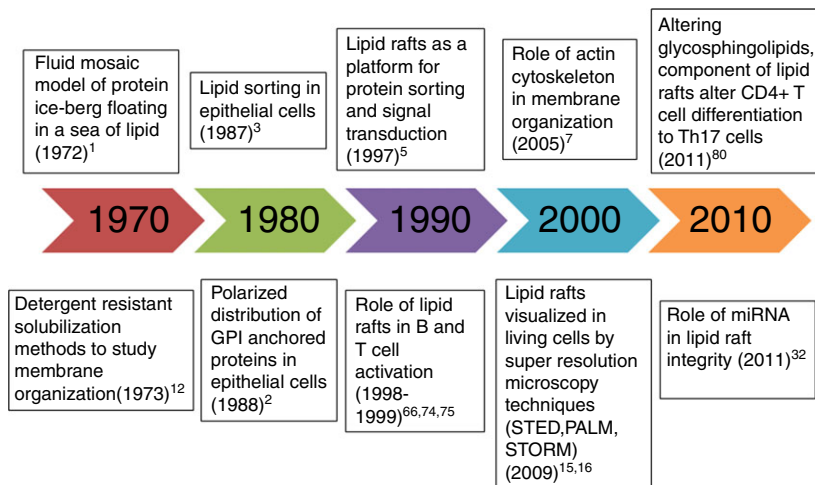 Fluid mosaic
model of protein
ice-berg floating
in a sea of lipid
(1972)1
Lipid sorting in
epithelial cells
(1987)3
Lipid rafts as a
platform for
protein sorting
and signal
transduction
(1997)5
Role of actin
cytoskeleton
in membrane
organization
(2005)7
Altering
glycosphingolipids,
component of lipid
rafts alter CD4+ T
cell differentiation
to Th17 cells
(2011)80
1970
1980
1990
2000
2010
Detergent resistant
solubilization
methods to study
membrane
organization(1973)12
Polarized
distribution of
GPI anchored
proteins in
epithelial cells
(1988)2
Role of lipid
rafts in B and
T cell
activation
(1998-
1999)66,74,75
Lipid rafts
visualized in
living cells by
super resolution
microscopy
techniques
(STED,PALM,
STORM)
(2009)15,16
Role of miRNA
in lipid raft
integrity (2011)32